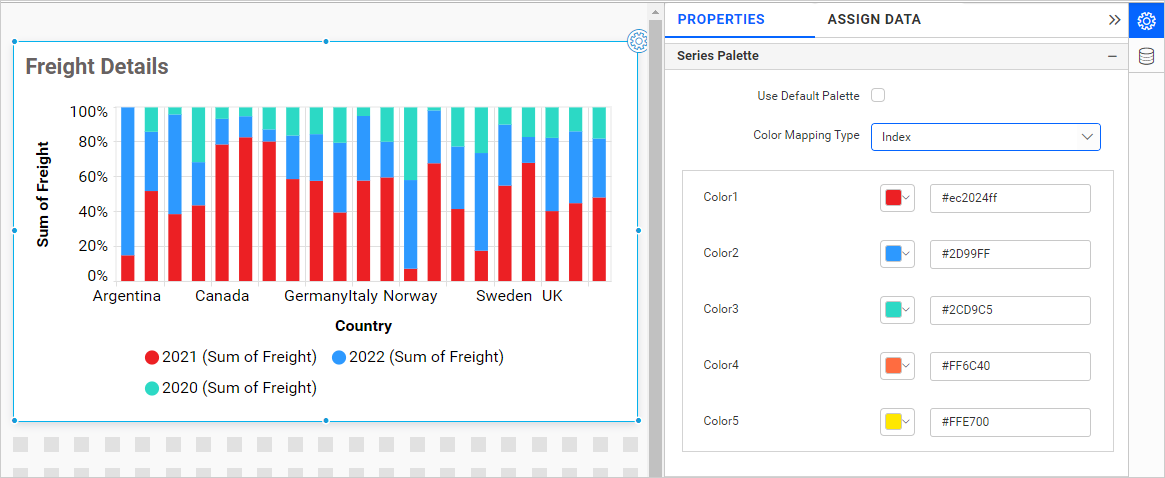 Freight Details
100%
80%
60%
40%
20%
0%
Sum of Freight
Argentina Canada GermanyItaly Norway Sweden UK
Country
2021 (Sum of Freight) 2022 (Sum of Freight)
2020 (Sum of Freight)
PROPERTIES ASSIGN DATA
Series Palette
Use Default Palette
Color Mapping Type Index
Color1 #ec2024ff
Color2 #2D99FF
Color3 #2CD9C5
Color4 #FF6C40
Color5 #FFE700